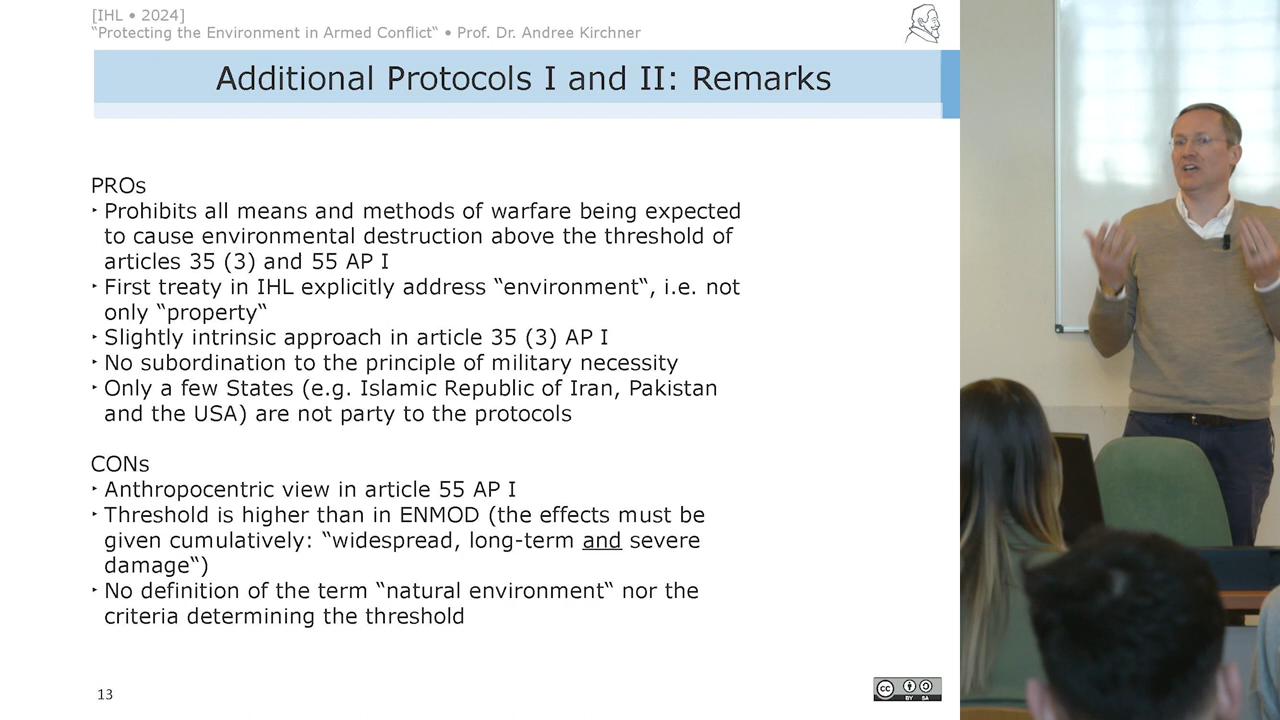 [IHL • 2024]
“Protecting the Environment in Armed Conflict“ • Prof. Dr. Andree Kirchner
Additional Protocols I and II: Remarks
PROs
‣ Prohibits all means and methods of warfare being expected
to cause environmental destruction above the threshold of
articles 35 (3) and 55 AP I
‣ First treaty in IHL explicitly address “environment“, i.e. not
only “property“
‣ Slightly intrinsic approach in article 35 (3) AP I
‣ No subordination to the principle of military necessity
‣ Only a few States (e.g. Islamic Republic of Iran, Pakistan
and the USA) are not party to the protocols
CONs
‣ Anthropocentric view in article 55 AP I
‣ Threshold is higher than in ENMOD (the effects must be
given cumulatively: “widespread, long-term and severe
damage“)
‣ No definition of the term “natural environment“ nor the
criteria determining the threshold
13
cc
BY SA